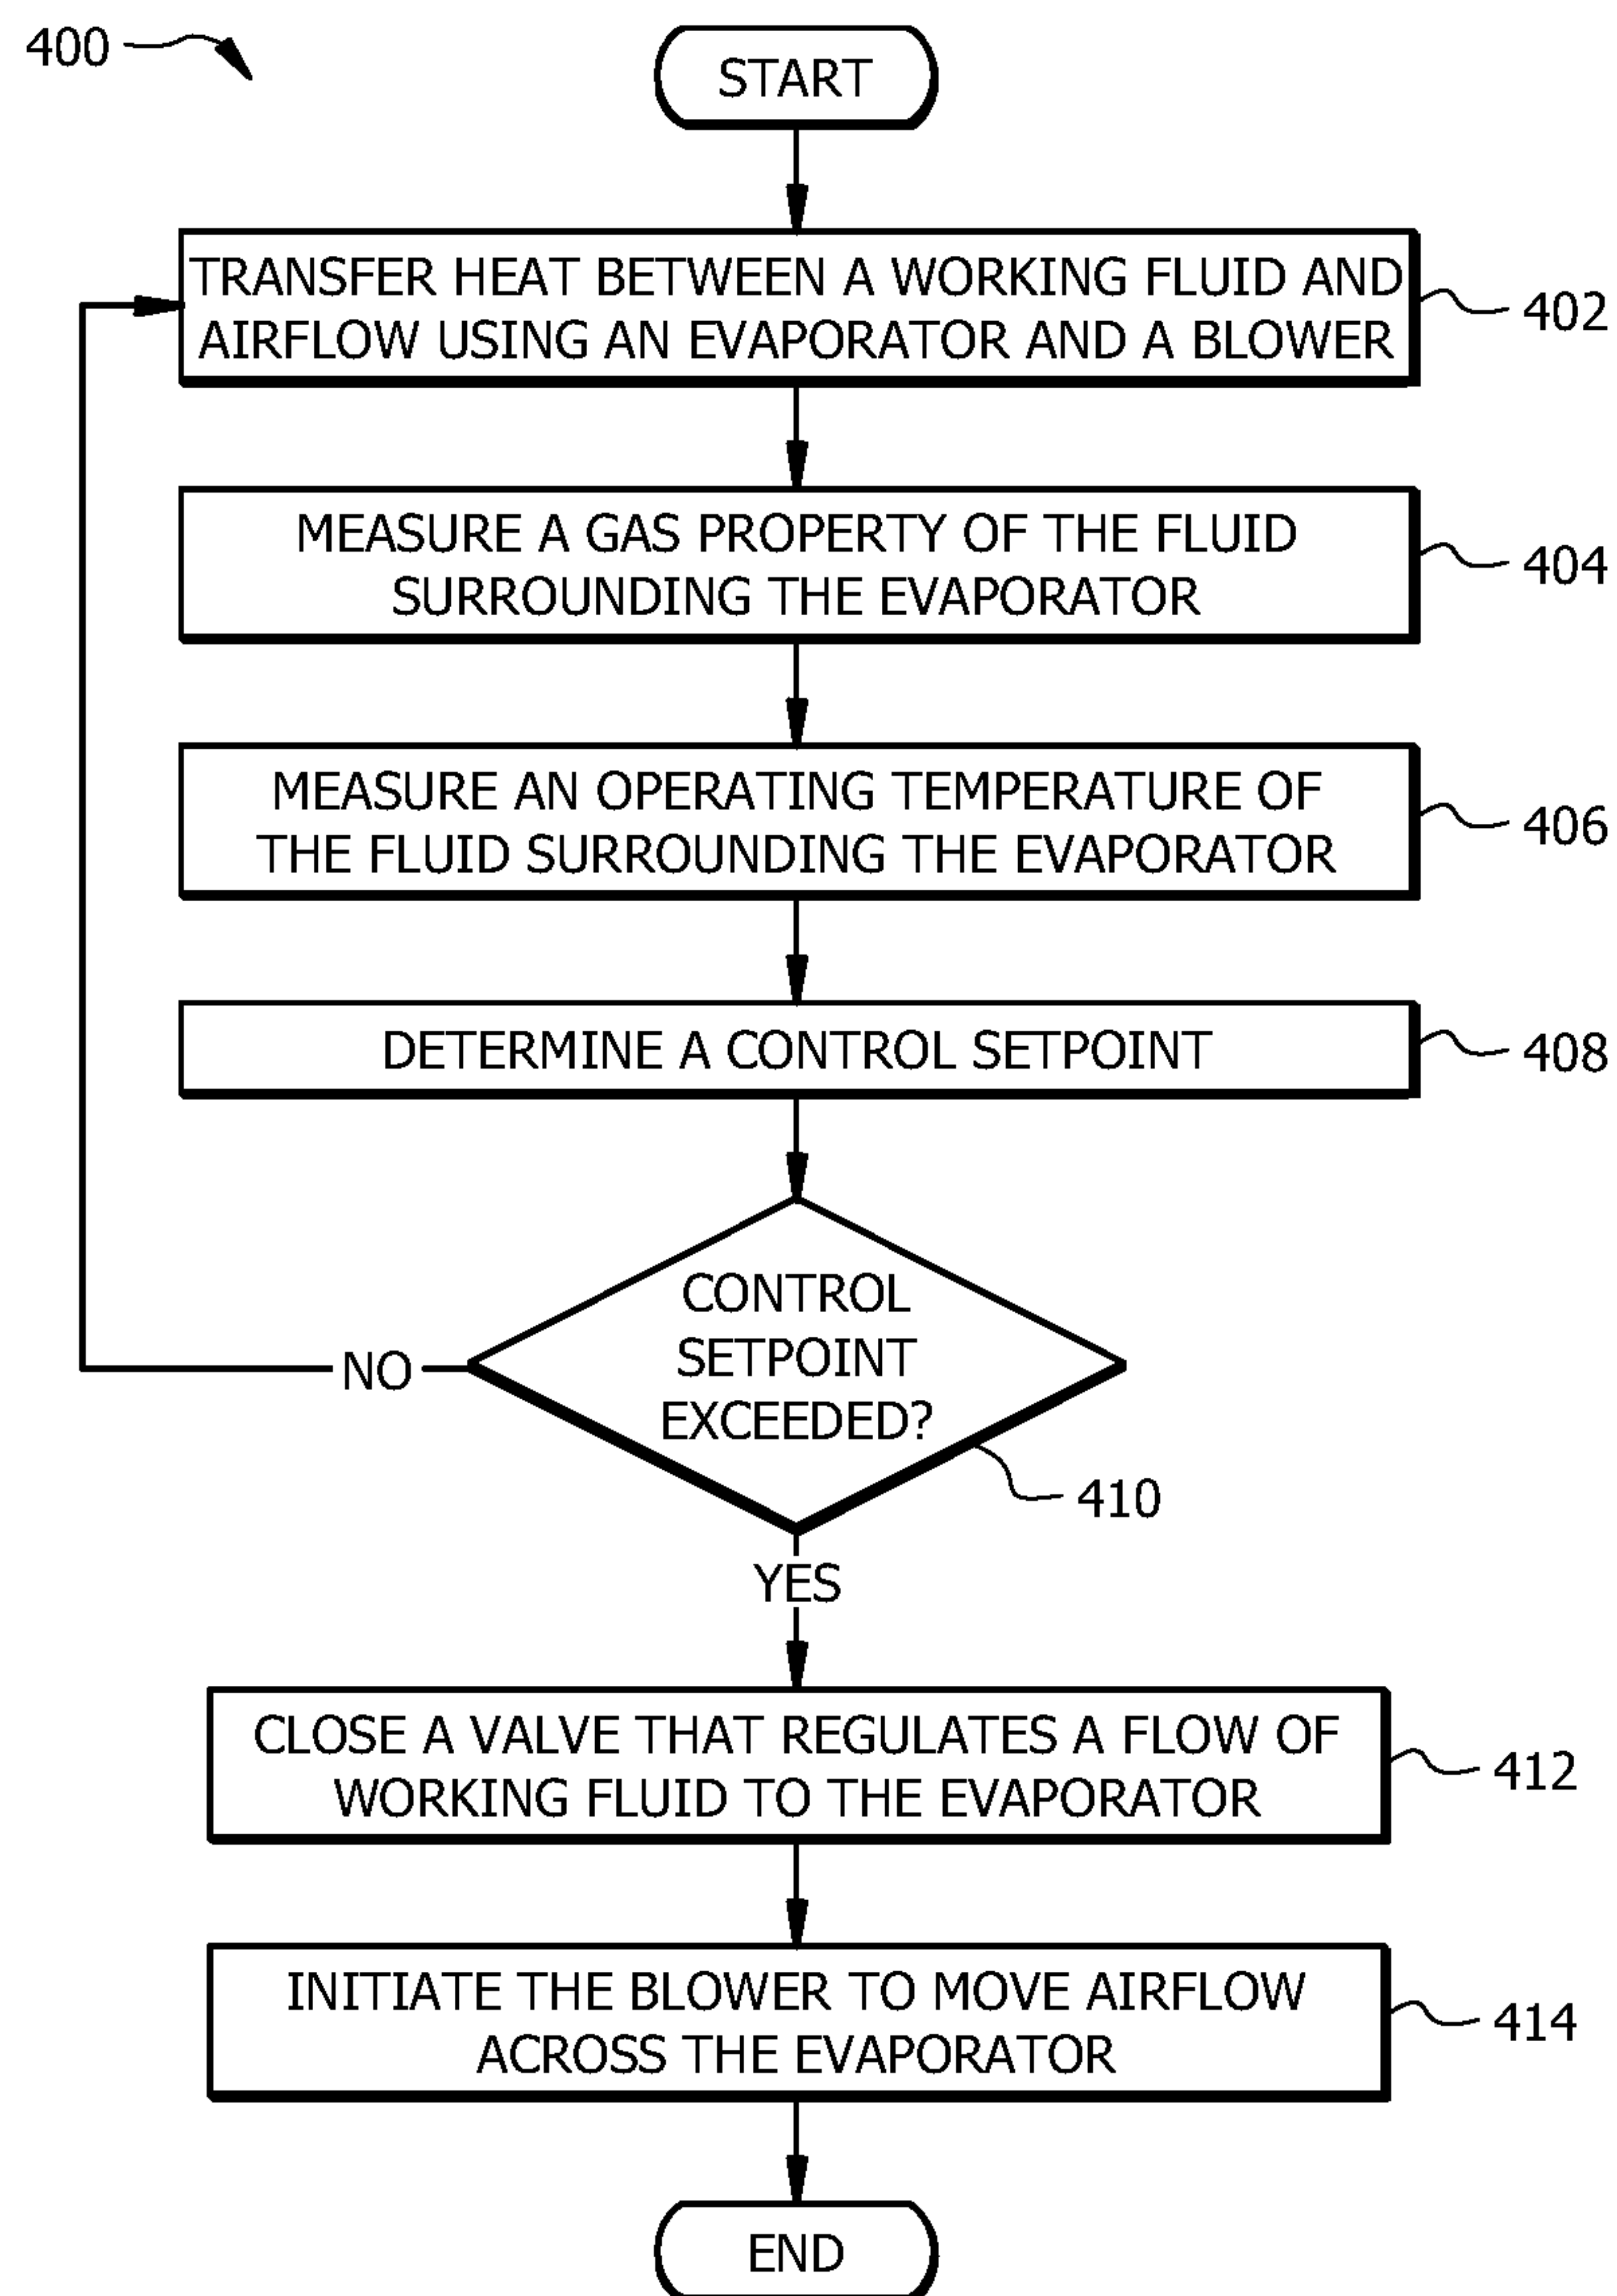 400
START
TRANSFER HEAT BETWEEN A WORKING FLUID AND
AIRFLOW USING AN EVAPORATOR AND A BLOWER
402
MEASURE A GAS PROPERTY OF THE FLUID
SURROUNDING THE EVAPORATOR
404
MEASURE AN OPERATING TEMPERATURE OF
THE FLUID SURROUNDING THE EVAPORATOR
406
DETERMINE A CONTROL SETPOINT
408
CONTROL
SETPOINT
EXCEEDED?
NO
410
YES
CLOSE A VALVE THAT REGULATES A FLOW OF
WORKING FLUID TO THE EVAPORATOR
412
INITIATE THE BLOWER TO MOVE AIRFLOW
ACROSS THE EVAPORATOR
414
END